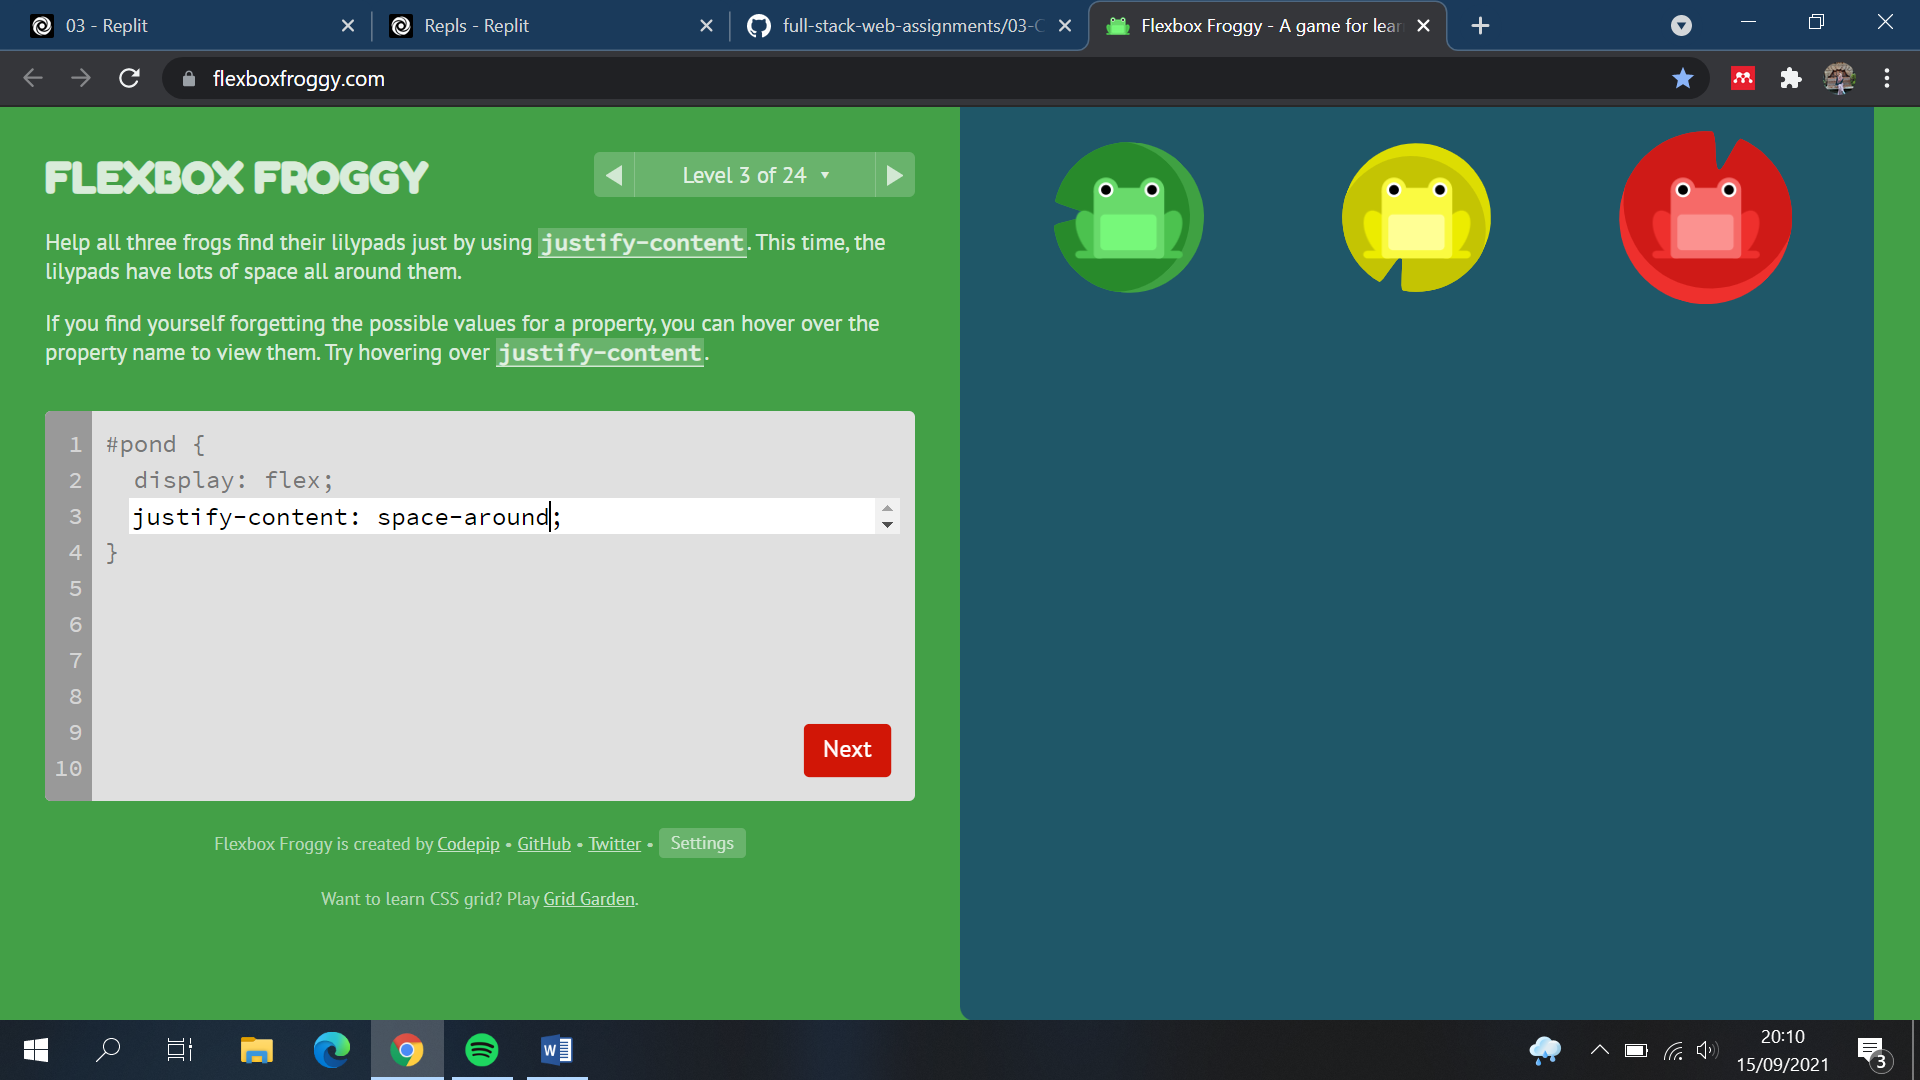 03 - Replit
Repls - Replit
full-stack-web-assignments/03-C
Flexbox Froggy - A game for lear
flexboxfroggy.com
FLEXBOX FROGGY
Level 3 of 24
Help all three frogs find their lilypads just by using justify-content. This time, the
lilypads have lots of space all around them.
If you find yourself forgetting the possible values for a property, you can hover over the
property name to view them. Try hovering over justify-content.
1 #pond {
2 display: flex;
3 justify-content: space-around;
4 }
5
6
7
8
9
10
Next
Flexbox Froggy is created by Codepip • GitHub • Twitter • Settings
Want to learn CSS grid? Play Grid Garden.
20:10
15/09/2021
3